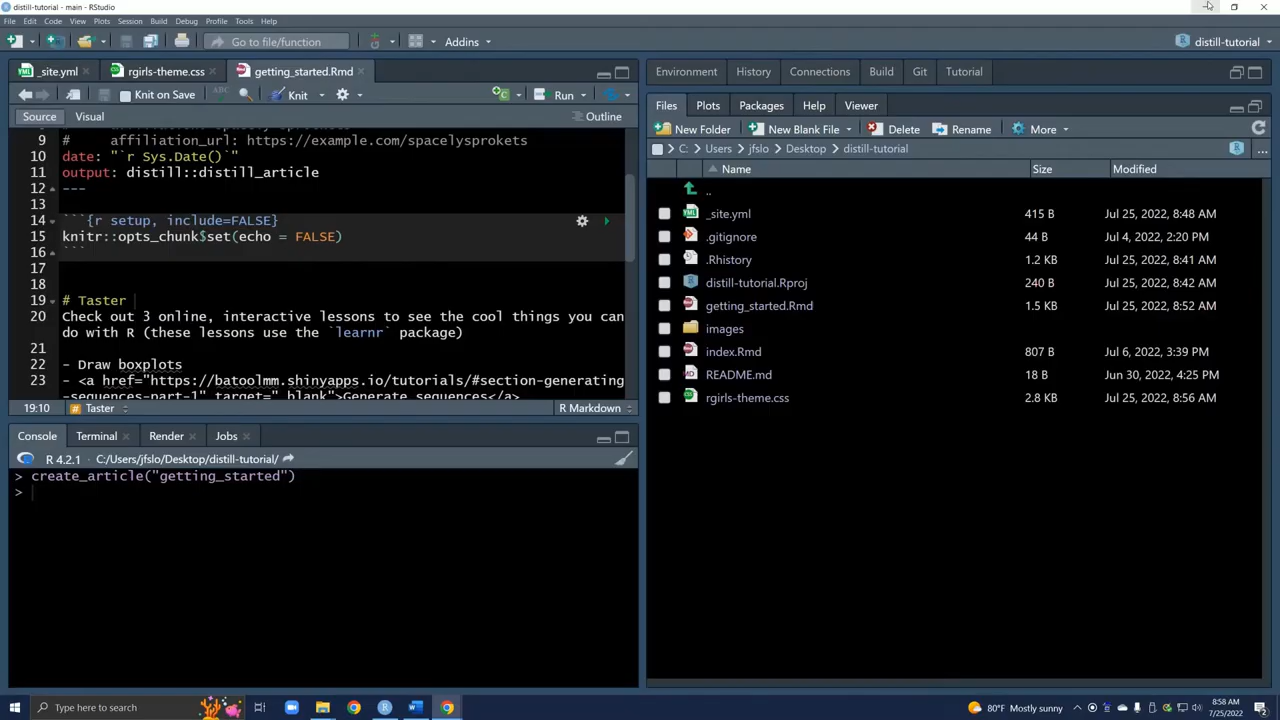 distill-tutorial - main - RStudio
File Edit Code View Plots Session Build Debug Profile Tools Help
Go to file/function Addins distill-tutorial
_site.yml rgirls-theme.css getting_started.Rmd
Knit on Save Knit Run
Source Visual Outline
9 # affiliation_url: https://example.com/spacelysprokets
10 date: "`r Sys.Date()`"
11 output: distill::distill_article
12 ---
13
14 ```{r setup, include=FALSE}
15 knitr::opts_chunk$set(echo = FALSE)
16 ```
17
18
19 # Taster
20 Check out 3 online, interactive lessons to see the cool things you can
do with R (these lessons use the `learnr` package)
21
22 - Draw boxplots
23 - <a href="https://batoolmm.shinyapps.io/tutorials/#section-generating
-sequences-part-1" target="_blank">Generate sequences</a>
19:10 # Taster R Markdown
Console Terminal Render Jobs
R 4.2.1 · C:/Users/jfslo/Desktop/distill-tutorial/
> create_article("getting_started")
>
Environment History Connections Build Git Tutorial
Files Plots Packages Help Viewer
New Folder New Blank File Delete Rename More
C: Users jfslo Desktop distill-tutorial ...
Name Size Modified
..
_site.yml 415 B Jul 25, 2022, 8:48 AM
.gitignore 44 B Jul 4, 2022, 2:20 PM
.Rhistory 1.2 KB Jul 25, 2022, 8:41 AM
distill-tutorial.Rproj 240 B Jul 25, 2022, 8:42 AM
getting_started.Rmd 1.5 KB Jul 25, 2022, 8:52 AM
images
index.Rmd 807 B Jul 6, 2022, 3:39 PM
README.md 18 B Jun 30, 2022, 4:25 PM
rgirls-theme.css 2.8 KB Jul 25, 2022, 8:56 AM
Type here to search 80°F Mostly sunny 8:58 AM
7/25/2022